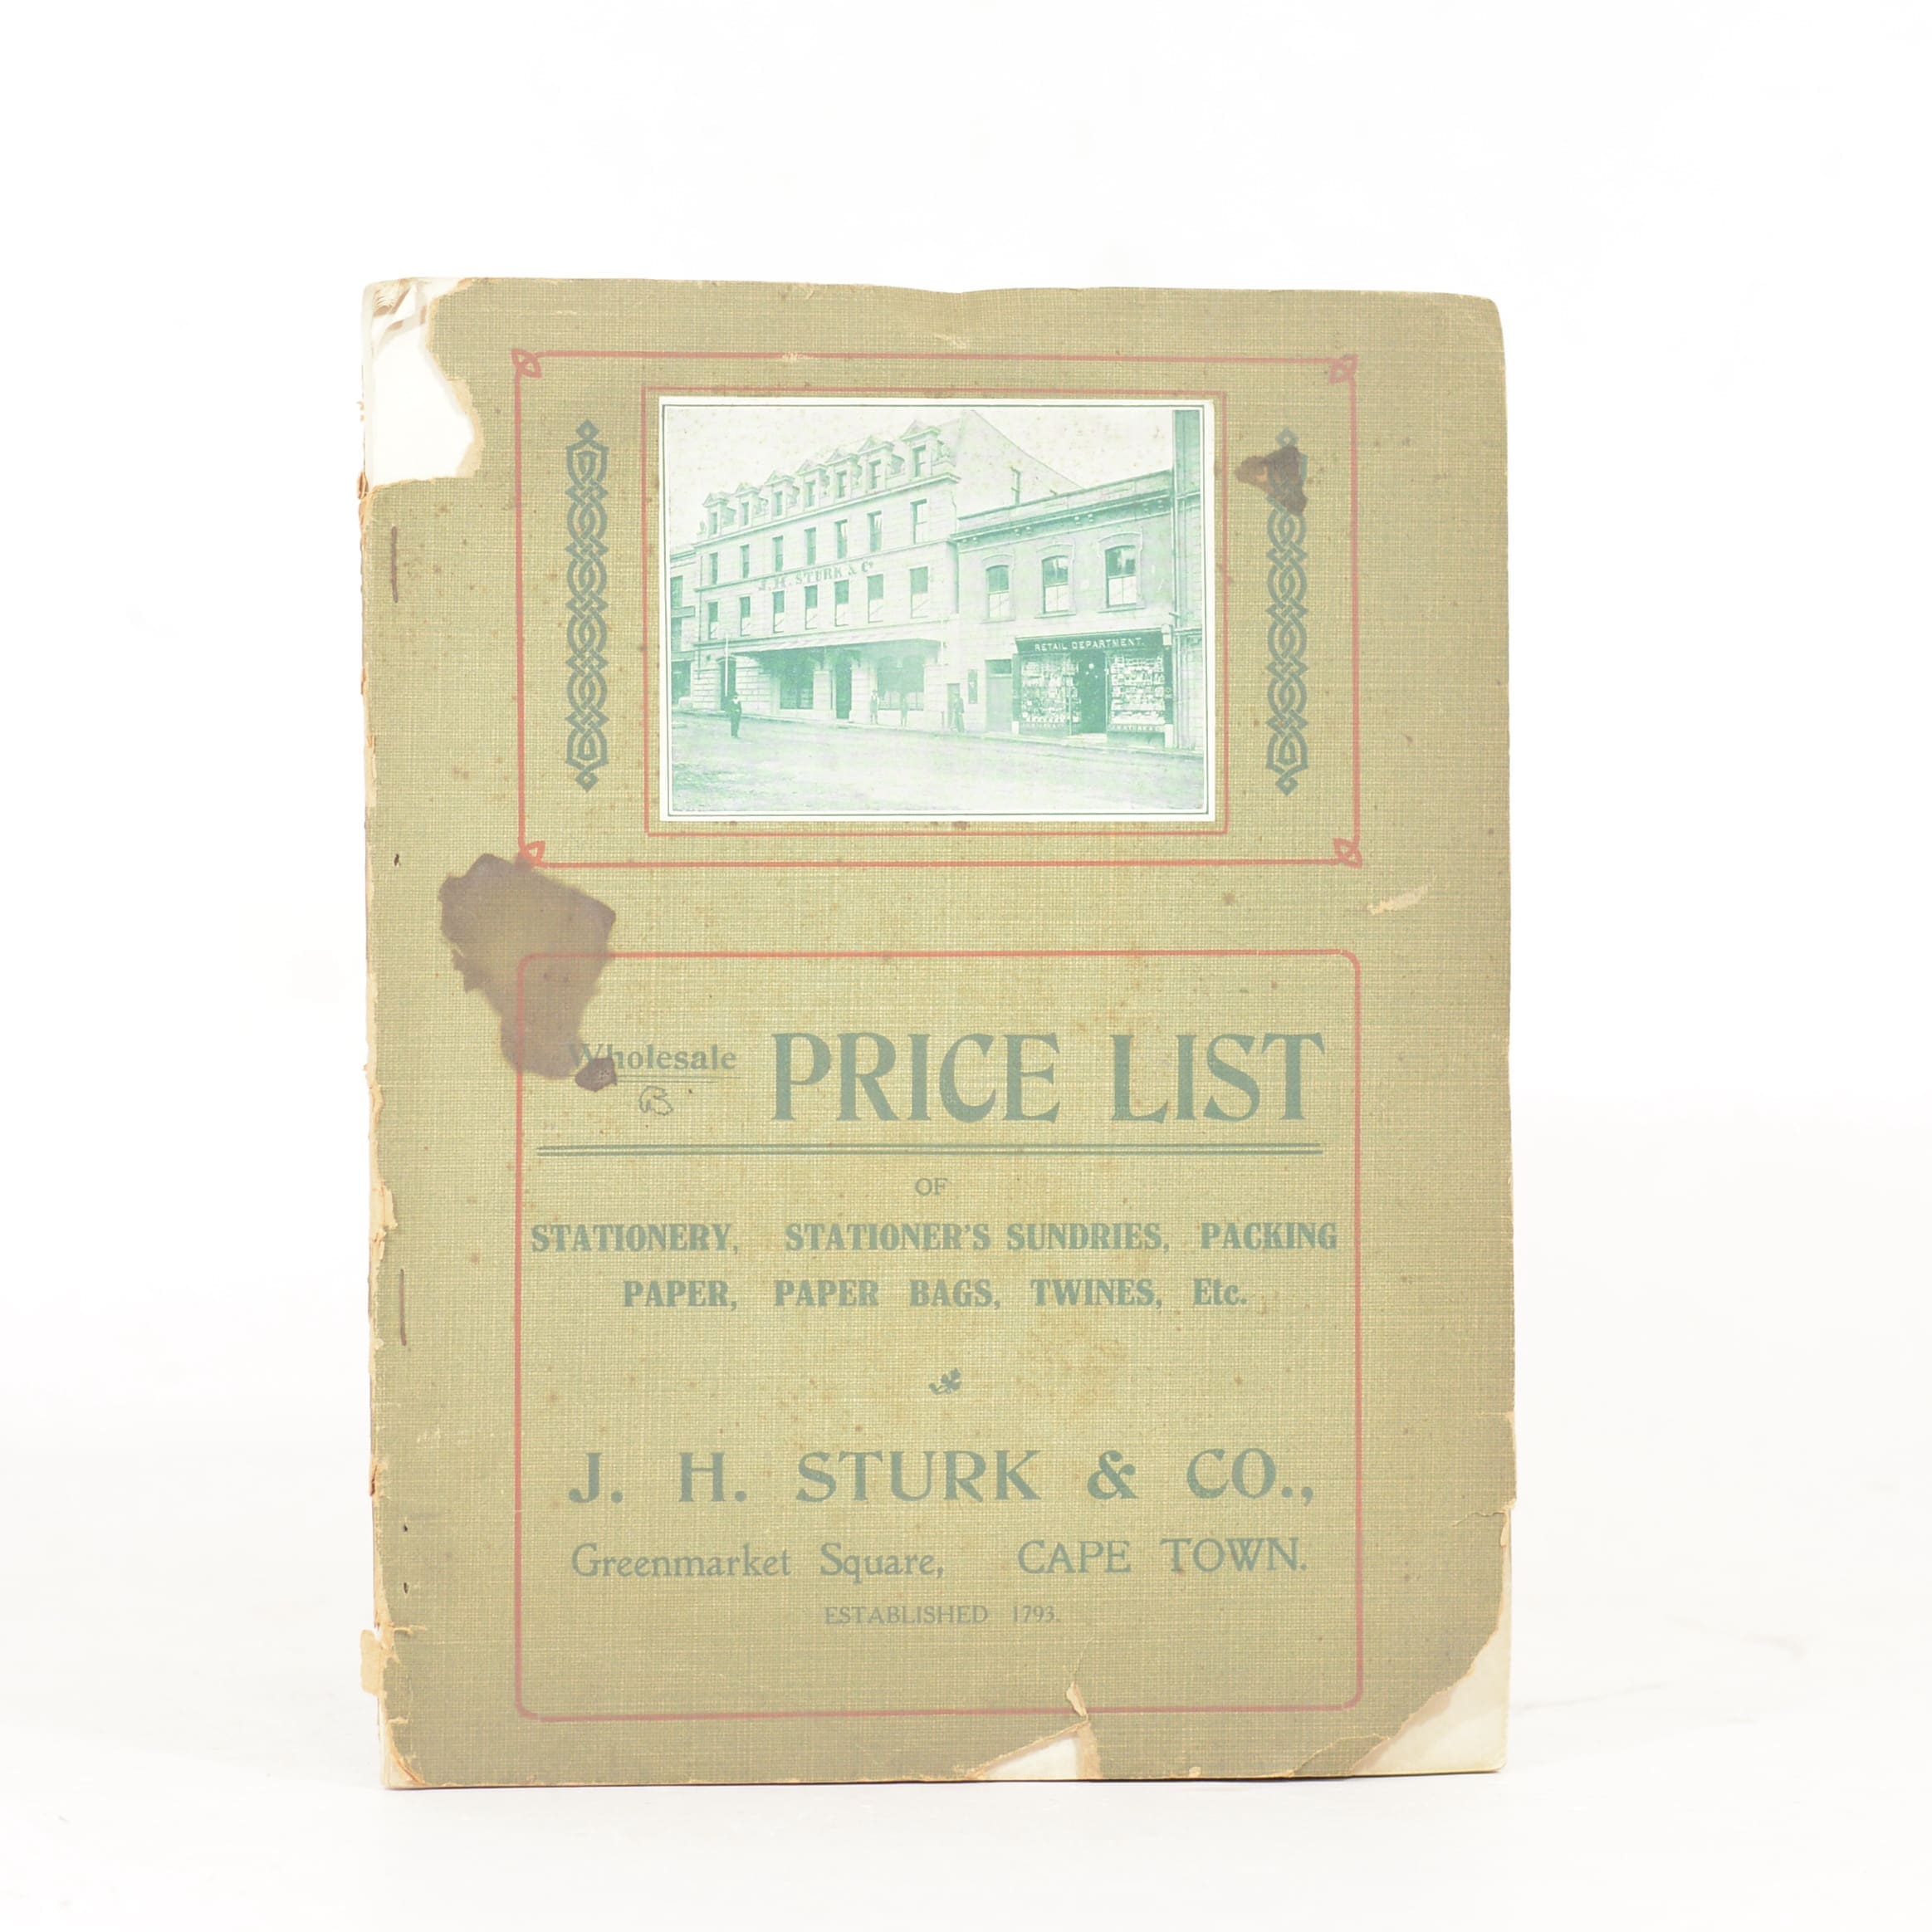 J. H. STURK & Co
RETAIL DEPARTMENT.
Wholesale PRICE LIST
B
OF
STATIONERY, STATIONER'S SUNDRIES, PACKING
PAPER, PAPER BAGS, TWINES, Etc.
J. H. STURK & CO.,
Greenmarket Square, CAPE TOWN.
ESTABLISHED 1793.